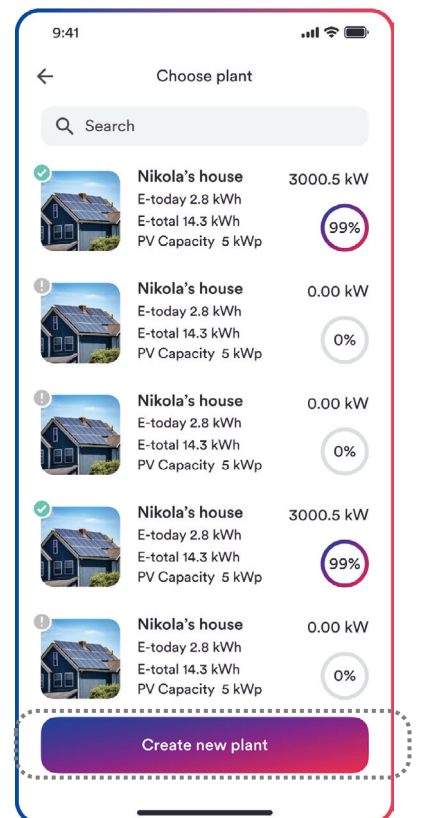 9:41
Choose plant
Search
Nikola's house
3000.5 kW
E-today 2.8 kWh
E-total 14.3 kWh
99%
PV Capacity 5 kWp
Nikola's house
0.00 kW
E-today 2.8 kWh
E-total 14.3 kWh
0%
PV Capacity 5 kWp
Nikola's house
0.00 kW
E-today 2.8 kWh
E-total 14.3 kWh
0%
PV Capacity 5 kWp
Nikola's house
3000.5 kW
E-today 2.8 kWh
E-total 14.3 kWh
99%
PV Capacity 5 kWp
Nikola's house
0.00 kW
E-today 2.8 kWh
E-total 14.3 kWh
0%
PV Capacity 5 kWp
Create new plant